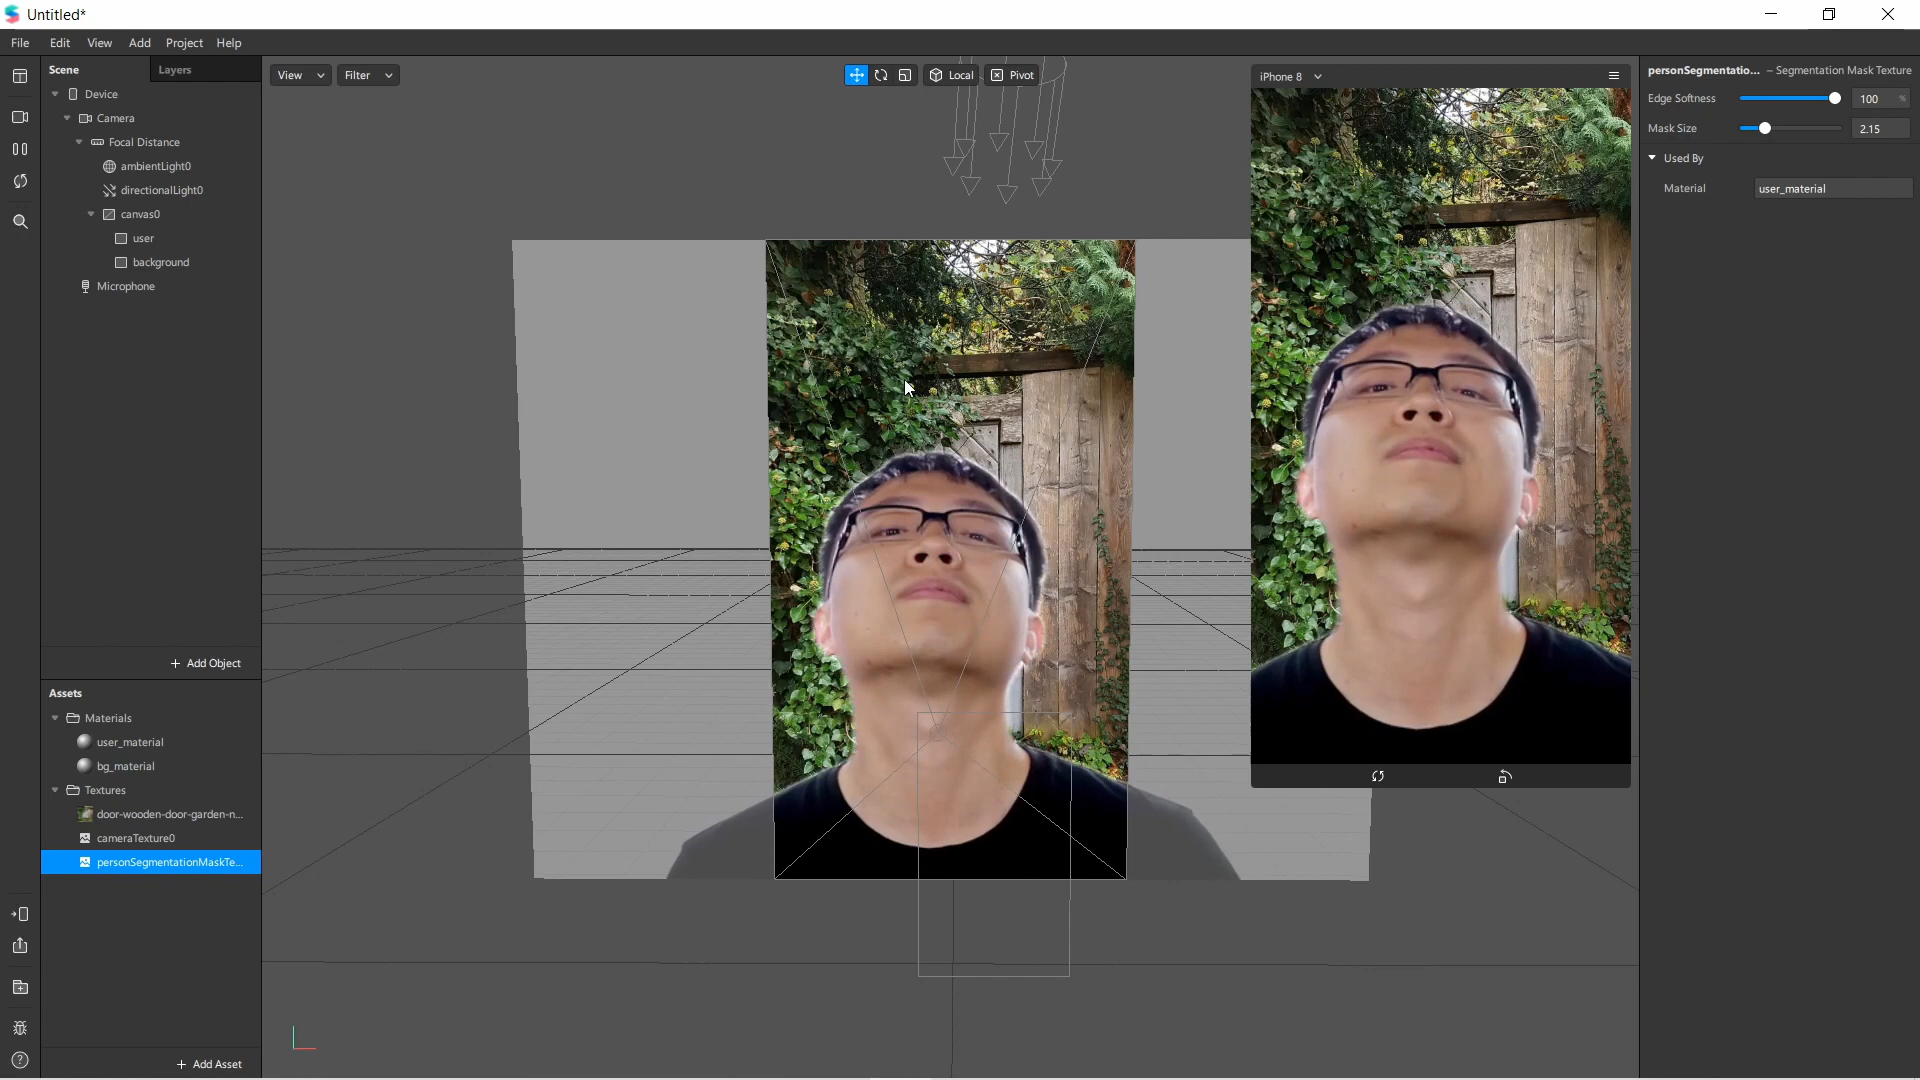 Untitled*
File Edit View Add Project Help
Scene
Layers
Device
Camera
Focal Distance
ambientLight0
directionalLight0
canvas0
user
background
Microphone
+ Add Object
Assets
Materials
user_material
bg_material
Textures
door-wooden-door-garden-n...
cameraTexture0
personSegmentationMaskTe...
+ Add Asset
View
Filter
Local
Pivot
iPhone 8
personSegmentatio... – Segmentation Mask Texture
Edge Softness 100 %
Mask Size 2.15
Used By
Material user_material